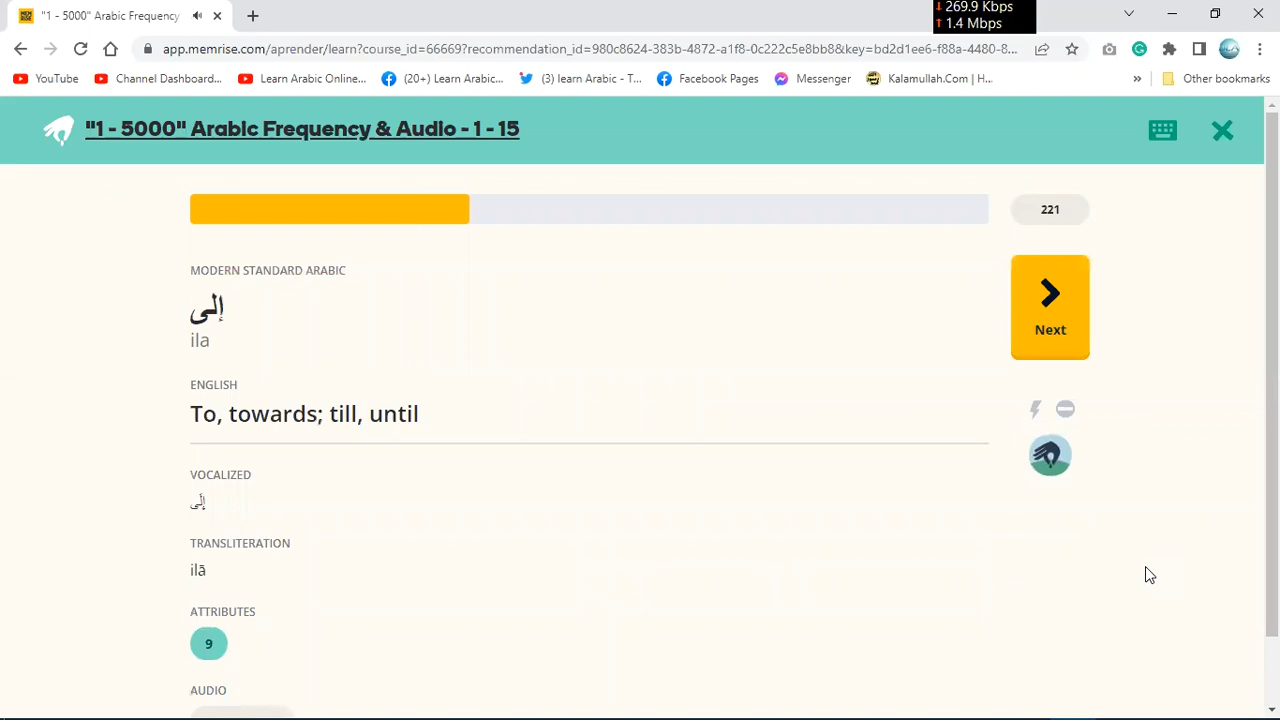 "1 - 5000" Arabic Frequency
269.9 Kbps
1.4 Mbps
app.memrise.com/aprender/learn?course_id=66669?recommendation_id=980c8624-383b-4872-a1f8-0c222c5e8bb8&key=bd2d1ee6-f88a-4480-8...
YouTube
Channel Dashboard...
Learn Arabic Online...
(20+) Learn Arabic...
(3) learn Arabic - T...
Facebook Pages
Messenger
Kalamullah.Com | H...
»
Other bookmarks
"1 - 5000" Arabic Frequency & Audio - 1 - 15
221
MODERN STANDARD ARABIC
إلى
ila
Next
ENGLISH
To, towards; till, until
VOCALIZED
إِلَى
TRANSLITERATION
ilā
ATTRIBUTES
9
AUDIO